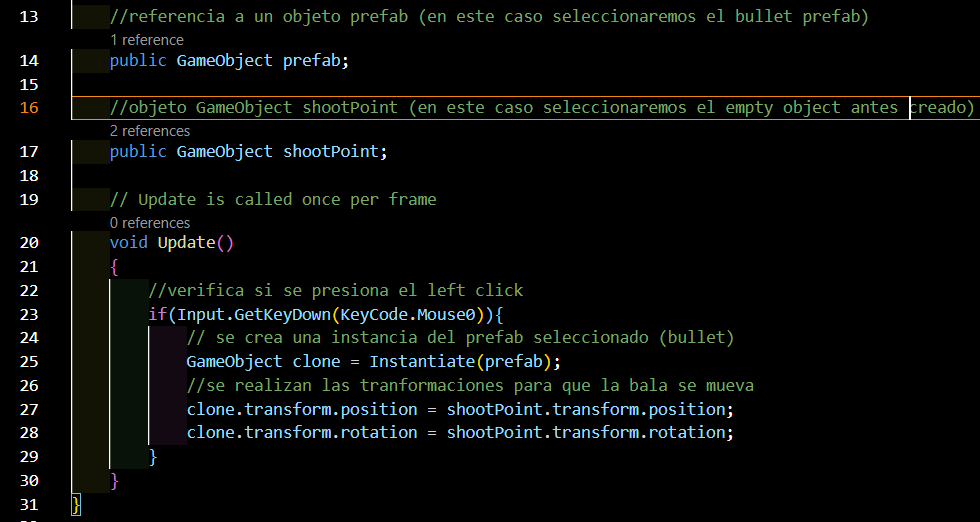 13 //referencia a un objeto prefab (en este caso seleccionaremos el bullet prefab)
1 reference
14 public GameObject prefab;
15
16 //objeto GameObject shootPoint (en este caso seleccionaremos el empty object antes creado)
2 references
17 public GameObject shootPoint;
18
19 // Update is called once per frame
0 references
20 void Update()
21 {
22 //verifica si se presiona el left click
23 if(Input.GetKeyDown(KeyCode.Mouse0)){
24 // se crea una instancia del prefab seleccionado (bullet)
25 GameObject clone = Instantiate(prefab);
26 //se realizan las tranformaciones para que la bala se mueva
27 clone.transform.position = shootPoint.transform.position;
28 clone.transform.rotation = shootPoint.transform.rotation;
29 }
30 }
31 }